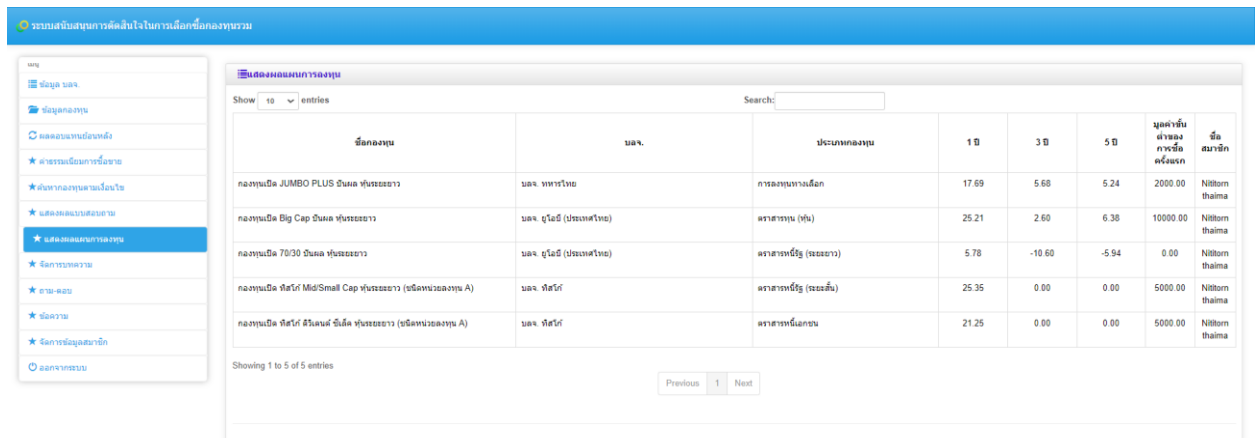 ระบบสนับสนุนการตัดสินใจในการเลือกซื้อกองทุนรวม
เมนู
ข้อมูล บลจ.
ข้อมูลกองทุน
ผลตอบแทนย้อนหลัง
ค่าธรรมเนียมการซื้อขาย
ค้นหากองทุนตามเงื่อนไข
แสดงผลแบบสอบถาม
แสดงผลแผนการลงทุน
จัดการบทความ
ถาม-ตอบ
ข้อความ
จัดการข้อมูลสมาชิก
ออกจากระบบ
แสดงผลแผนการลงทุน
Show 10 entries Search:
ชื่อกองทุน บลจ. ประเภทกองทุน 1 ปี 3 ปี 5 ปี มูลค่าขั้นต่ำของการซื้อครั้งแรก ชื่อสมาชิก
กองทุนเปิด JUMBO PLUS ปันผล หุ้นระยะยาว บลจ. ทหารไทย การลงทุนทางเลือก 17.69 5.68 5.24 2000.00 Nititorn thaima
กองทุนเปิด Big Cap ปันผล หุ้นระยะยาว บลจ. ยูโอบี (ประเทศไทย) ตราสารทุน (หุ้น) 25.21 2.60 6.38 10000.00 Nititorn thaima
กองทุนเปิด 70/30 ปันผล หุ้นระยะยาว บลจ. ยูโอบี (ประเทศไทย) ตราสารหนี้รัฐ (ระยะยาว) 5.78 -10.60 -5.94 0.00 Nititorn thaima
กองทุนเปิด ทิสโก้ Mid/Small Cap หุ้นระยะยาว (ชนิดหน่วยลงทุน A) บลจ. ทิสโก้ ตราสารหนี้รัฐ (ระยะสั้น) 25.35 0.00 0.00 5000.00 Nititorn thaima
กองทุนเปิด ทิสโก้ ดิวิเดนด์ ซีเล็ค หุ้นระยะยาว (ชนิดหน่วยลงทุน A) บลจ. ทิสโก้ ตราสารหนี้เอกชน 21.25 0.00 0.00 5000.00 Nititorn thaima
Showing 1 to 5 of 5 entries
Previous 1 Next